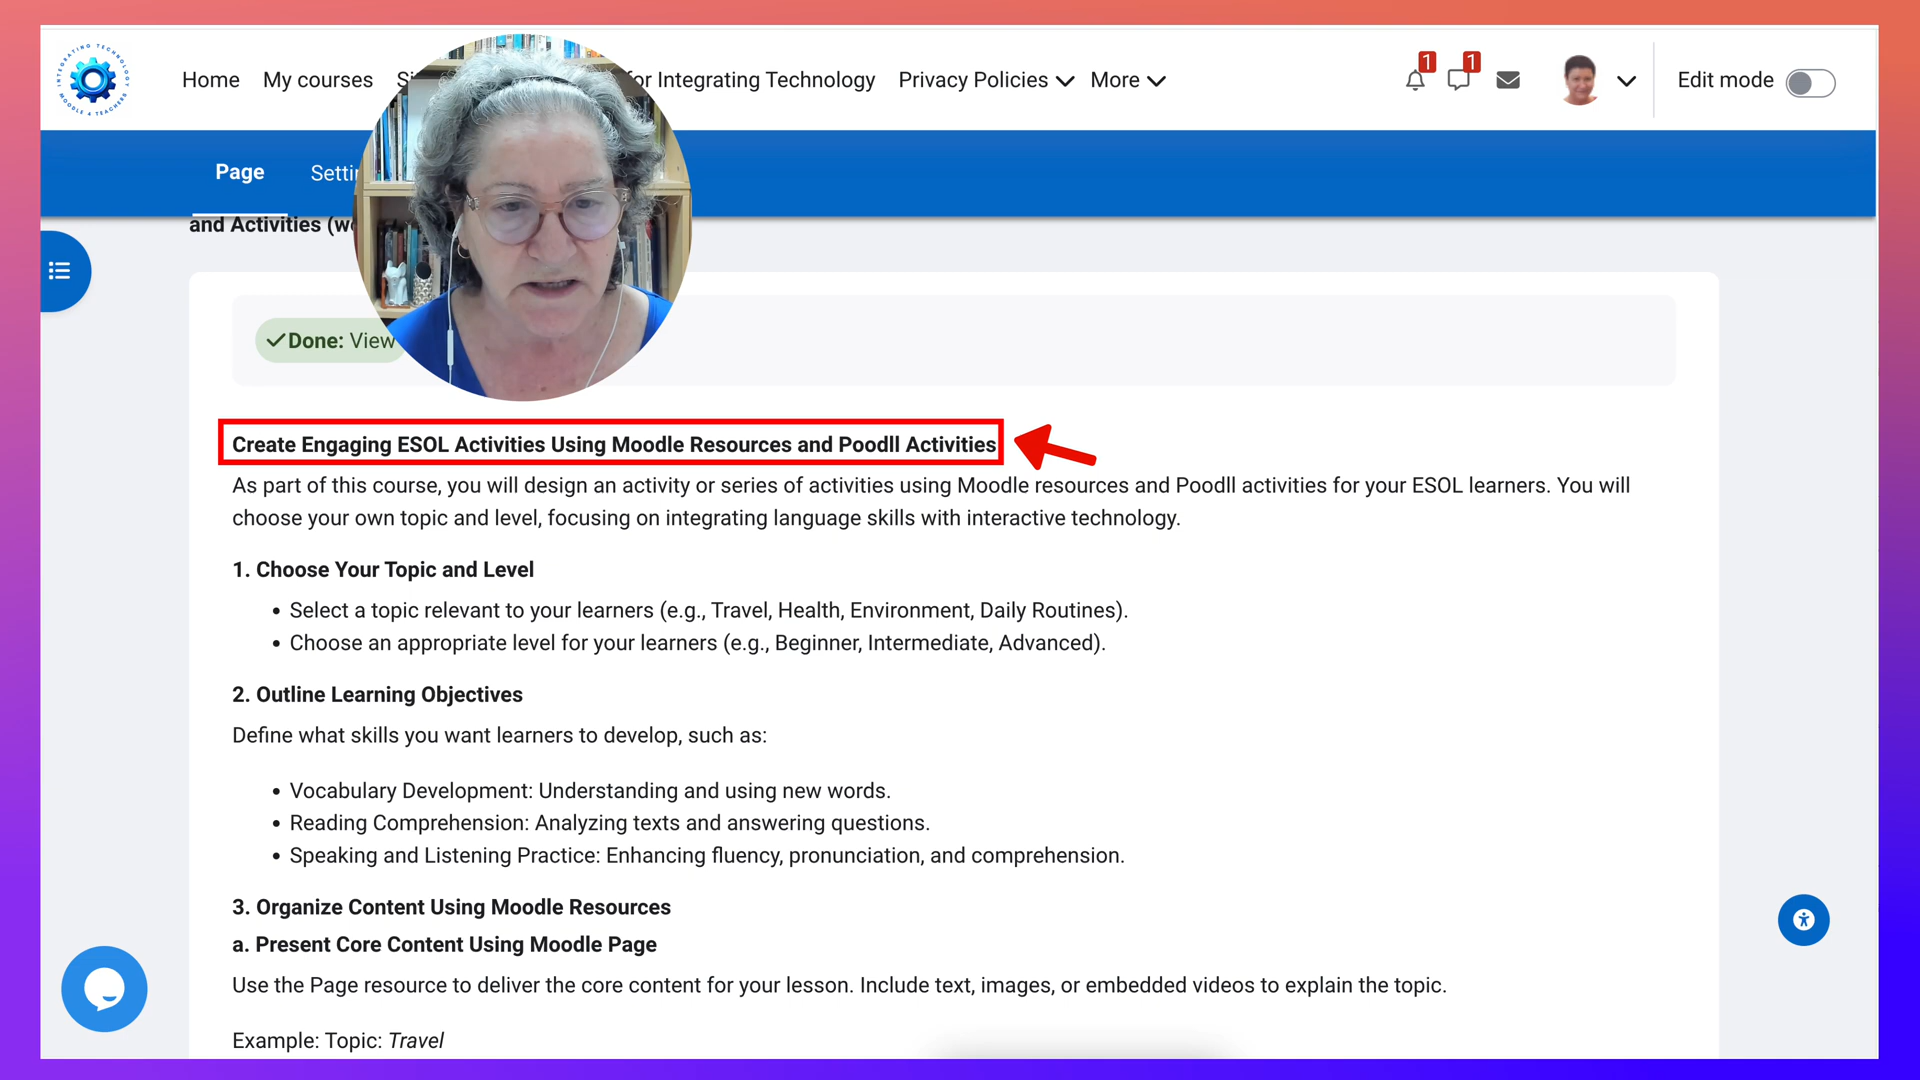 INTEGRATING TECHNOLOGY
MOODLE 4 TEACHERS
Home My courses for Integrating Technology Privacy Policies More 1 1 Edit mode
Page
and Activities
Done: View
Create Engaging ESOL Activities Using Moodle Resources and Poodll Activities
As part of this course, you will design an activity or series of activities using Moodle resources and Poodll activities for your ESOL learners. You will
choose your own topic and level, focusing on integrating language skills with interactive technology.
1. Choose Your Topic and Level
• Select a topic relevant to your learners (e.g., Travel, Health, Environment, Daily Routines).
• Choose an appropriate level for your learners (e.g., Beginner, Intermediate, Advanced).
2. Outline Learning Objectives
Define what skills you want learners to develop, such as:
• Vocabulary Development: Understanding and using new words.
• Reading Comprehension: Analyzing texts and answering questions.
• Speaking and Listening Practice: Enhancing fluency, pronunciation, and comprehension.
3. Organize Content Using Moodle Resources
a. Present Core Content Using Moodle Page
Use the Page resource to deliver the core content for your lesson. Include text, images, or embedded videos to explain the topic.
Example: Topic: Travel